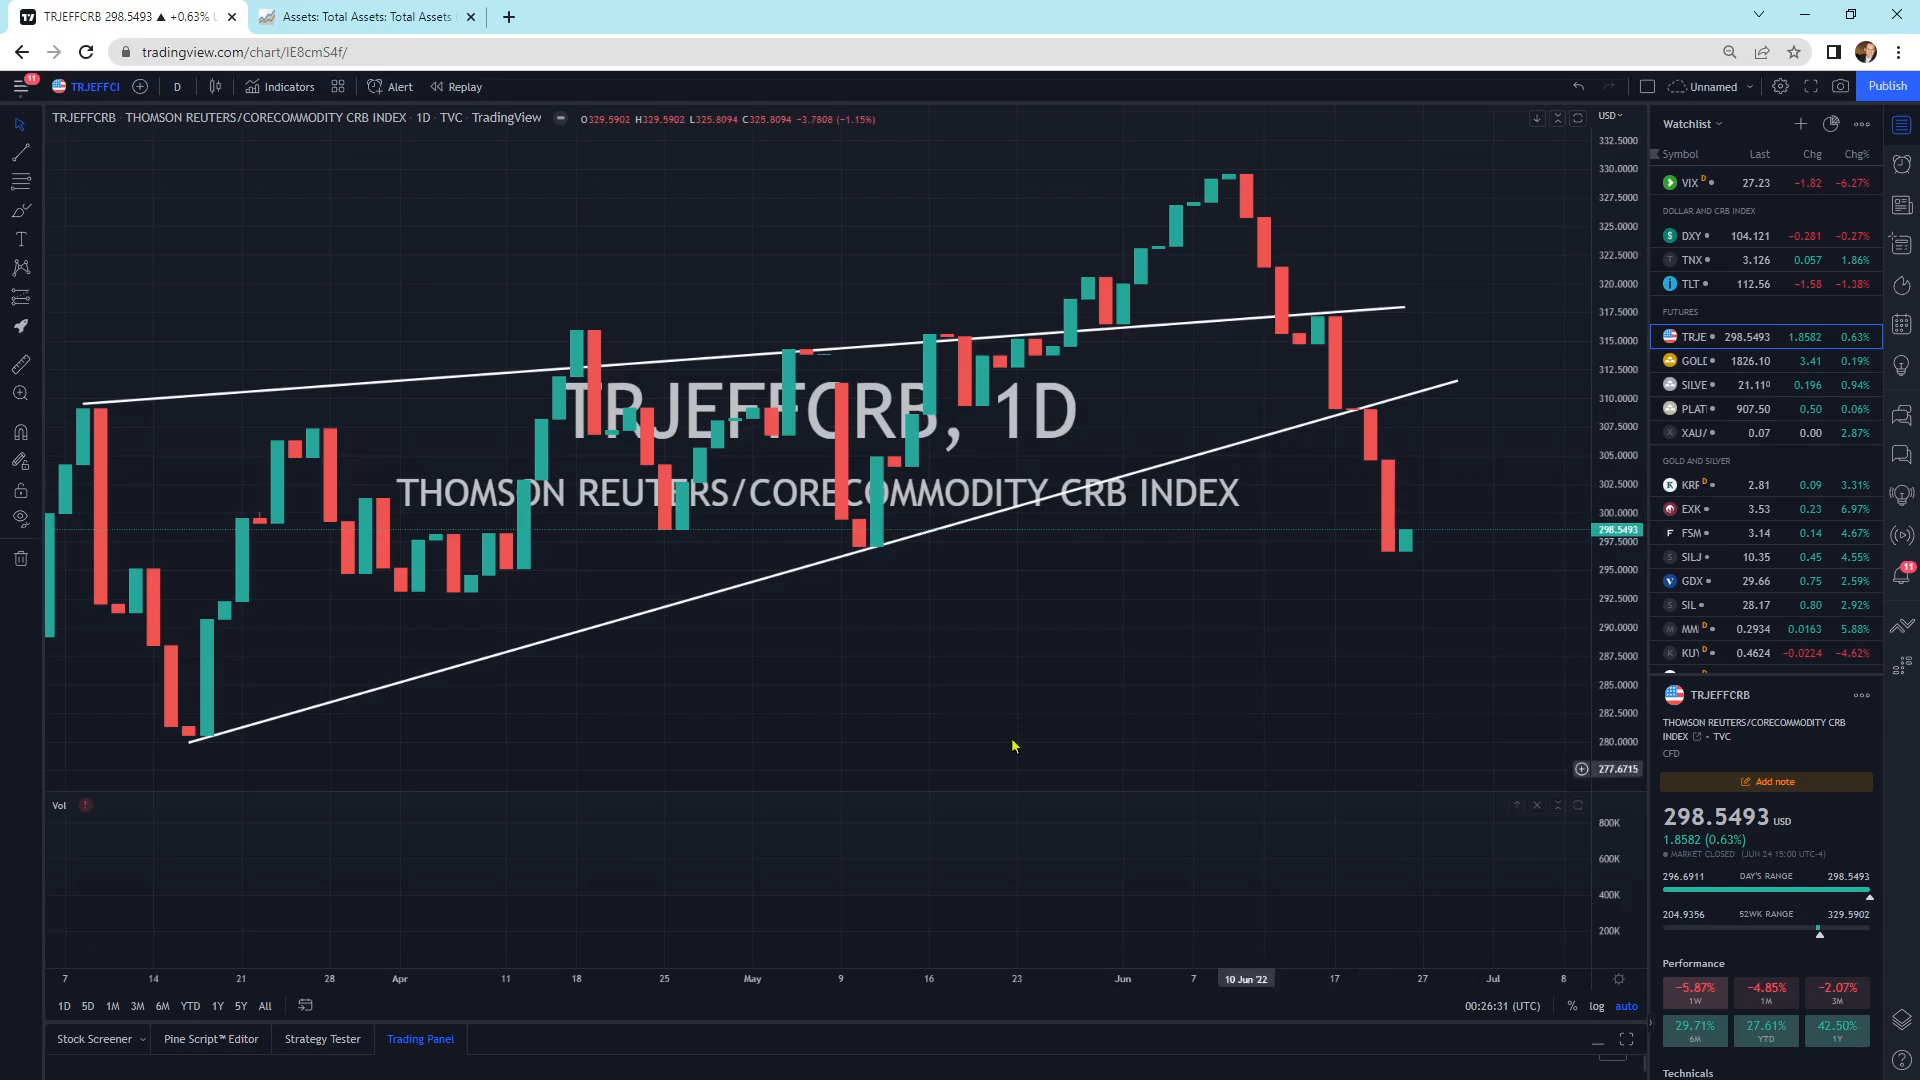 TRJEFFCRB 298.5493 ▲ +0.63% U
Assets: Total Assets: Total Assets
tradingview.com/chart/IE8cmS4f/
11
TRJEFFCI
D
Indicators
Alert
Replay
Unnamed
Publish
TRJEFFCRB · THOMSON REUTERS/CORECOMMODITY CRB INDEX · 1D · TVC · TradingView
O329.5902 H329.5902 L325.8094 C325.8094 −3.7808 (−1.15%)
USD
332.5000
330.0000
327.5000
325.0000
322.5000
320.0000
317.5000
315.0000
312.5000
310.0000
307.5000
305.0000
302.5000
300.0000
298.5493
297.5000
295.0000
292.5000
290.0000
287.5000
285.0000
282.5000
280.0000
277.6715
TRJEFFCRB, 1D
THOMSON REUTERS/CORECOMMODITY CRB INDEX
Vol
800K
600K
400K
200K
7 14 21 28 Apr 11 18 25 May 9 16 23 Jun 7 10 Jun '22 17 27 Jul 8
1D 5D 1M 3M 6M YTD 1Y 5Y All
00:26:31 (UTC) % log auto
Stock Screener
Pine Script™ Editor
Strategy Tester
Trading Panel
Watchlist
Symbol Last Chg Chg%
VIX D 27.23 −1.82 −6.27%
DOLLAR AND CRB INDEX
DXY 104.121 −0.281 −0.27%
TNX 3.126 0.057 1.86%
TLT 112.56 −1.58 −1.38%
FUTURES
TRJE 298.5493 1.8582 0.63%
GOLD 1826.10 3.41 0.19%
SILVE 21.110 0.196 0.94%
PLAT 907.50 0.50 0.06%
XAU/ 0.07 0.00 2.87%
GOLD AND SILVER
KRF D 2.81 0.09 3.31%
EXK 3.53 0.23 6.97%
FSM 3.14 0.14 4.67%
SILJ 10.35 0.45 4.55%
GDX 29.66 0.75 2.59%
SIL 28.17 0.80 2.92%
MM D 0.2934 0.0163 5.88%
KUY D 0.4624 −0.0224 −4.62%
11
TRJEFFCRB
THOMSON REUTERS/CORECOMMODITY CRB
INDEX - TVC
CFD
Add note
298.5493 USD
1.8582 (0.63%)
MARKET CLOSED (JUN 24 15:00 UTC-4)
296.6911 DAY'S RANGE 298.5493
204.9356 52WK RANGE 329.5902
Performance
−5.87% −4.85% −2.07%
1W 1M 3M
29.71% 27.61% 42.50%
6M YTD 1Y
Technicals